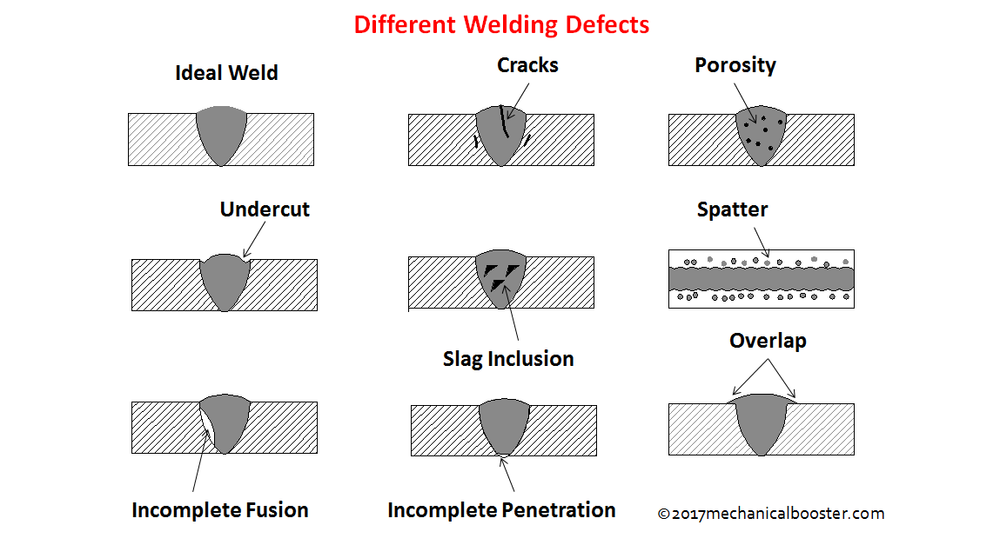 Different Welding Defects
Ideal Weld
Cracks
Porosity
Undercut
Slag Inclusion
Spatter
Overlap
Incomplete Fusion
Incomplete Penetration
©2017mechanicalbooster.com